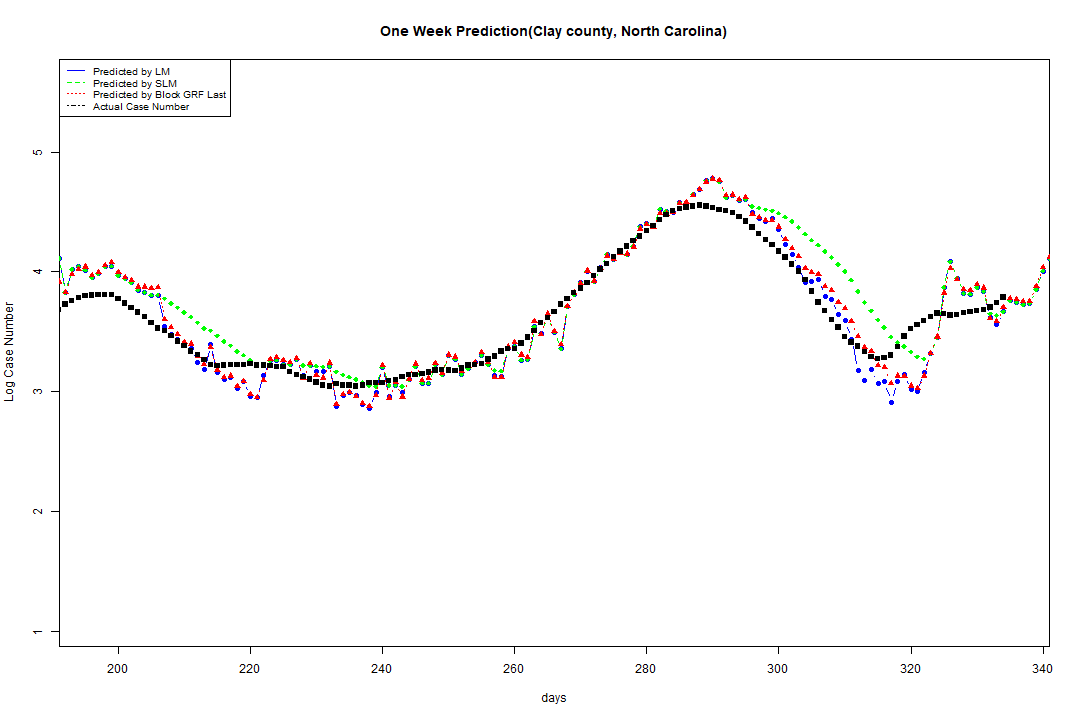 One Week Prediction(Clay county, North Carolina)
Predicted by LM
Predicted by SLM
Predicted by Block GRF Last
Actual Case Number
5
4
3
2
1
Log Case Number
200 220 240 260 280 300 320 340
days